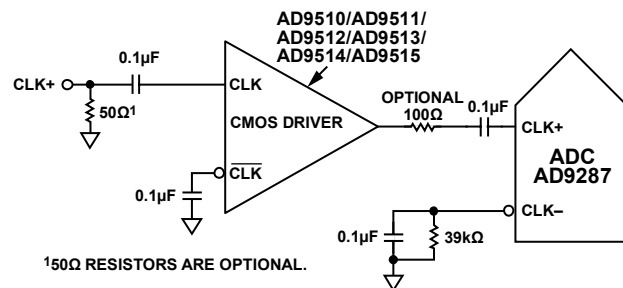 AD9510/AD9511/
AD9512/AD9513/
AD9514/AD9515
0.1µF
CLK+
50Ω1
CLK
CMOS DRIVER
OPTIONAL
100Ω
0.1µF
CLK+
ADC
AD9287
CLK
0.1µF
CLK–
0.1µF
39kΩ
150Ω RESISTORS ARE OPTIONAL.